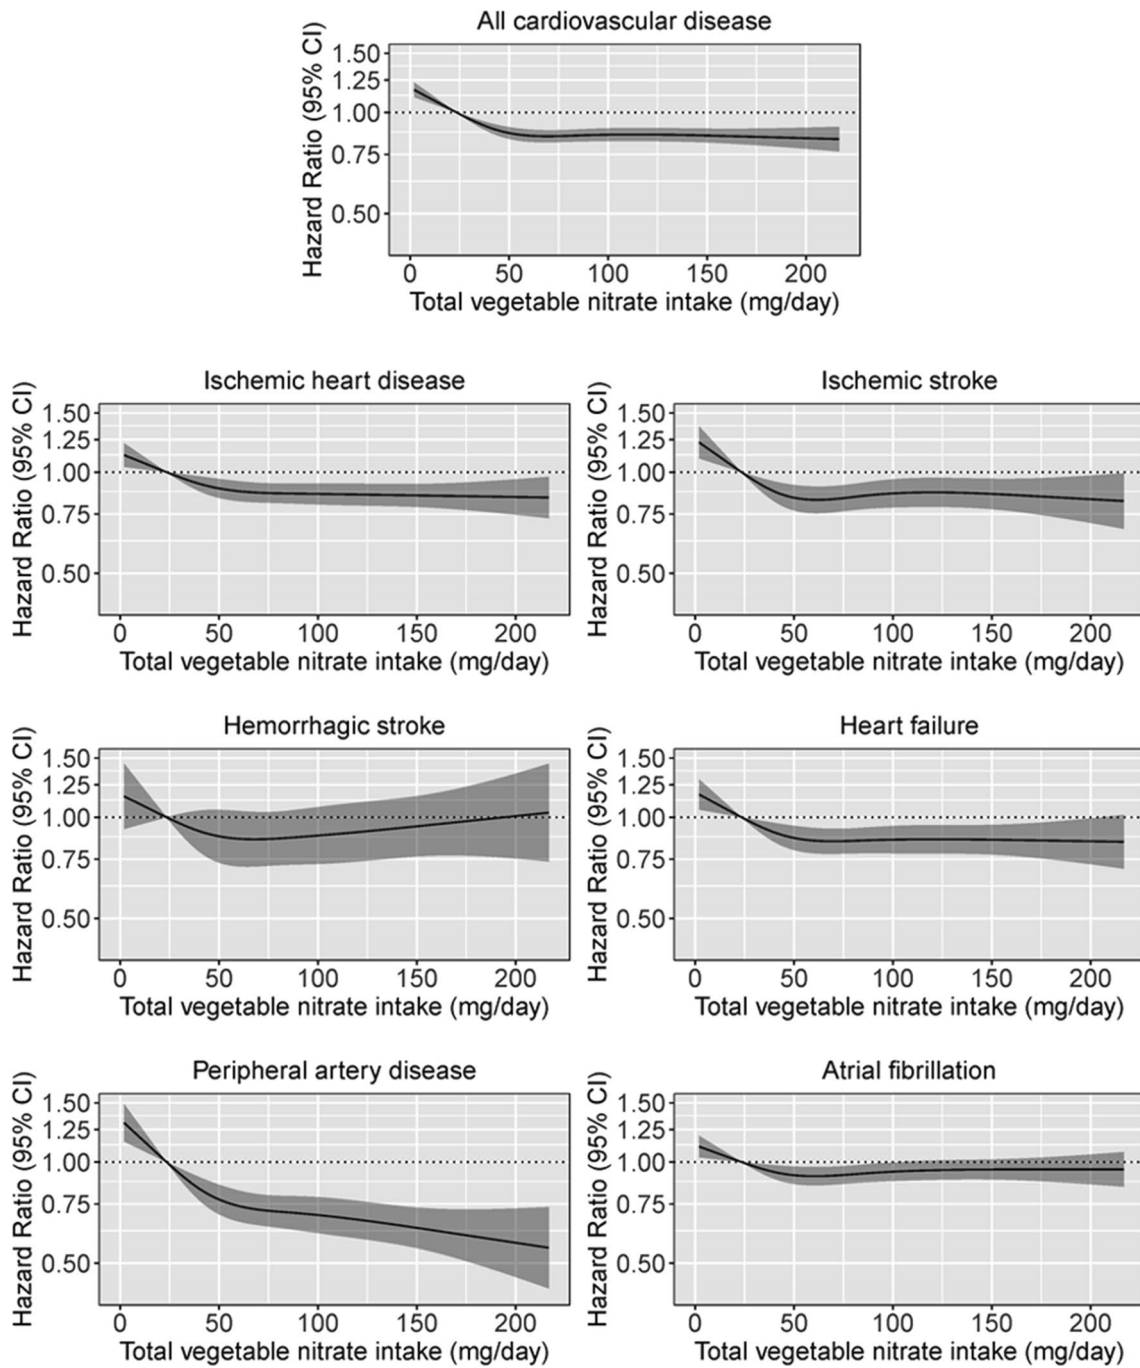 All cardiovascular disease
Hazard Ratio (95% CI)
1.50
1.25
1.00
0.75
0.50
0 50 100 150 200
Total vegetable nitrate intake (mg/day)
Ischemic heart disease
Hazard Ratio (95% CI)
1.50
1.25
1.00
0.75
0.50
0 50 100 150 200
Total vegetable nitrate intake (mg/day)
Ischemic stroke
Hazard Ratio (95% CI)
1.50
1.25
1.00
0.75
0.50
0 50 100 150 200
Total vegetable nitrate intake (mg/day)
Hemorrhagic stroke
Hazard Ratio (95% CI)
1.50
1.25
1.00
0.75
0.50
0 50 100 150 200
Total vegetable nitrate intake (mg/day)
Heart failure
Hazard Ratio (95% CI)
1.50
1.25
1.00
0.75
0.50
0 50 100 150 200
Total vegetable nitrate intake (mg/day)
Peripheral artery disease
Hazard Ratio (95% CI)
1.50
1.25
1.00
0.75
0.50
0 50 100 150 200
Total vegetable nitrate intake (mg/day)
Atrial fibrillation
Hazard Ratio (95% CI)
1.50
1.25
1.00
0.75
0.50
0 50 100 150 200
Total vegetable nitrate intake (mg/day)